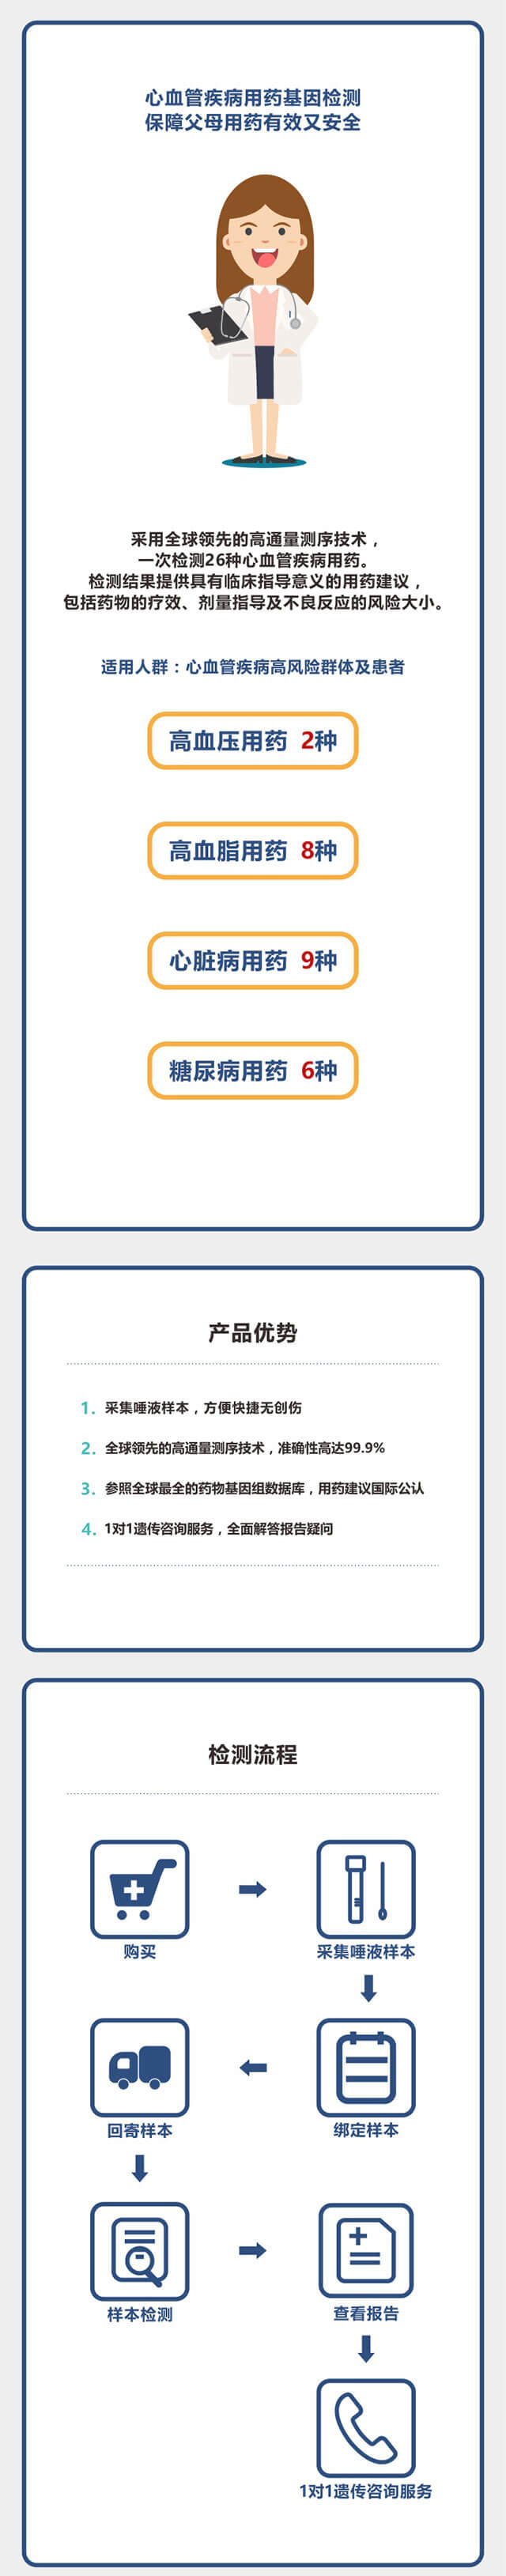 心血管疾病用药基因检测
保障父母用药有效又安全
采用全球领先的高通量测序技术，
一次检测26种心血管疾病用药。
检测结果提供具有临床指导意义的用药建议，
包括药物的疗效、剂量指导及不良反应的风险大小。
适用人群：心血管疾病高风险群体及患者
高血压用药 2种
高血脂用药 8种
心脏病用药 9种
糖尿病用药 6种
产品优势
1. 采集唾液样本，方便快捷无创伤
2. 全球领先的高通量测序技术，准确性高达99.9%
3. 参照全球最全的药物基因组数据库，用药建议国际公认
4. 1对1遗传咨询服务，全面解答报告疑问
检测流程
购买
采集唾液样本
回寄样本
绑定样本
样本检测
查看报告
1对1遗传咨询服务